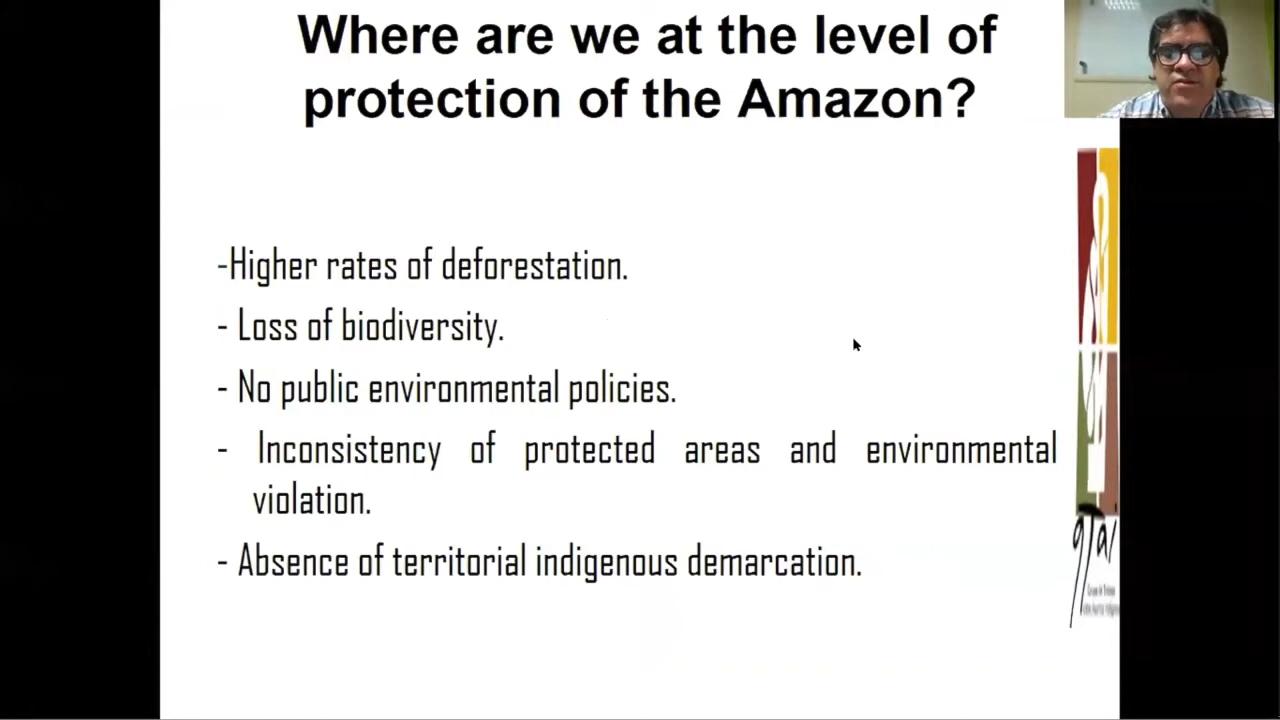 Where are we at the level of
protection of the Amazon?
-Higher rates of deforestation.
- Loss of biodiversity.
- No public environmental policies.
- Inconsistency of protected areas and environmental
violation.
- Absence of territorial indigenous demarcation.
gTai